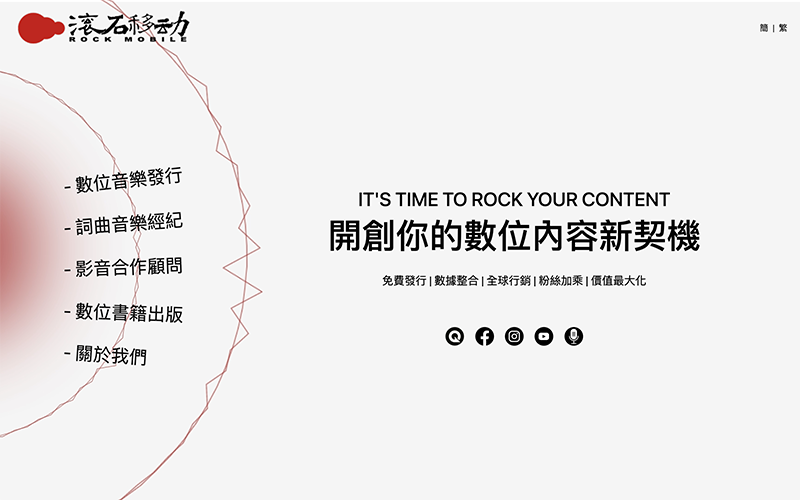 滚石移动
ROCK MOBILE
簡 | 繁
- 數位音樂發行
- 詞曲音樂經紀
- 影音合作顧問
- 數位書籍出版
- 關於我們
IT'S TIME TO ROCK YOUR CONTENT
開創你的數位內容新契機
免費發行 | 數據整合 | 全球行銷 | 粉絲加乘 | 價值最大化